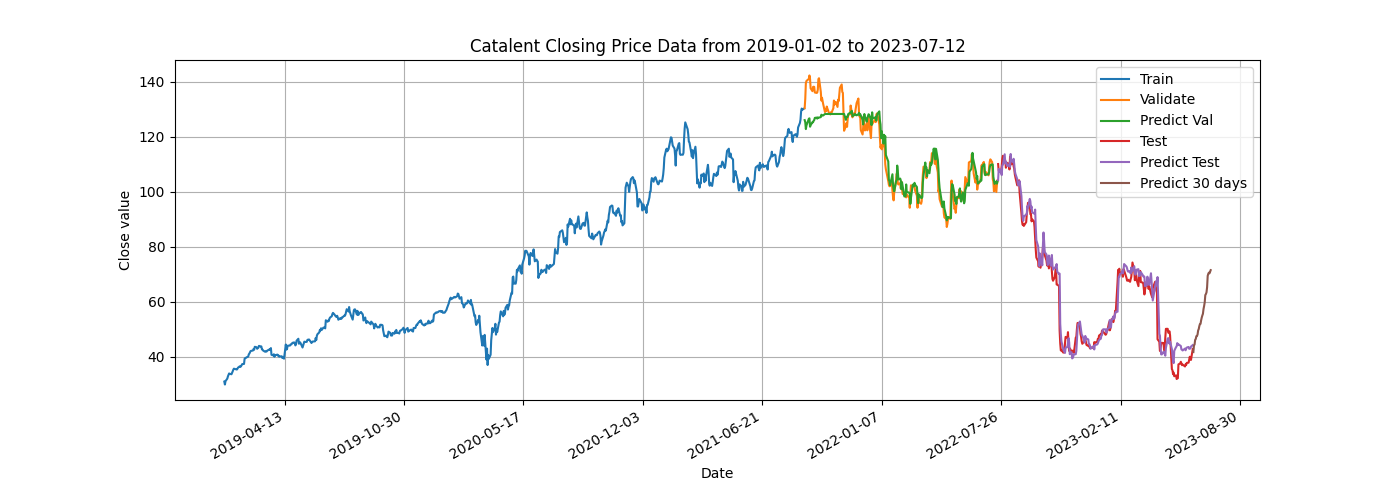 Catalent Closing Price Data from 2019-01-02 to 2023-07-12
Close value
140
120
100
80
60
40
Train
Validate
Predict Val
Test
Predict Test
Predict 30 days
2019-04-13
2019-10-30
2020-05-17
2020-12-03
2021-06-21
2022-01-07
2022-07-26
2023-02-11
2023-08-30
Date